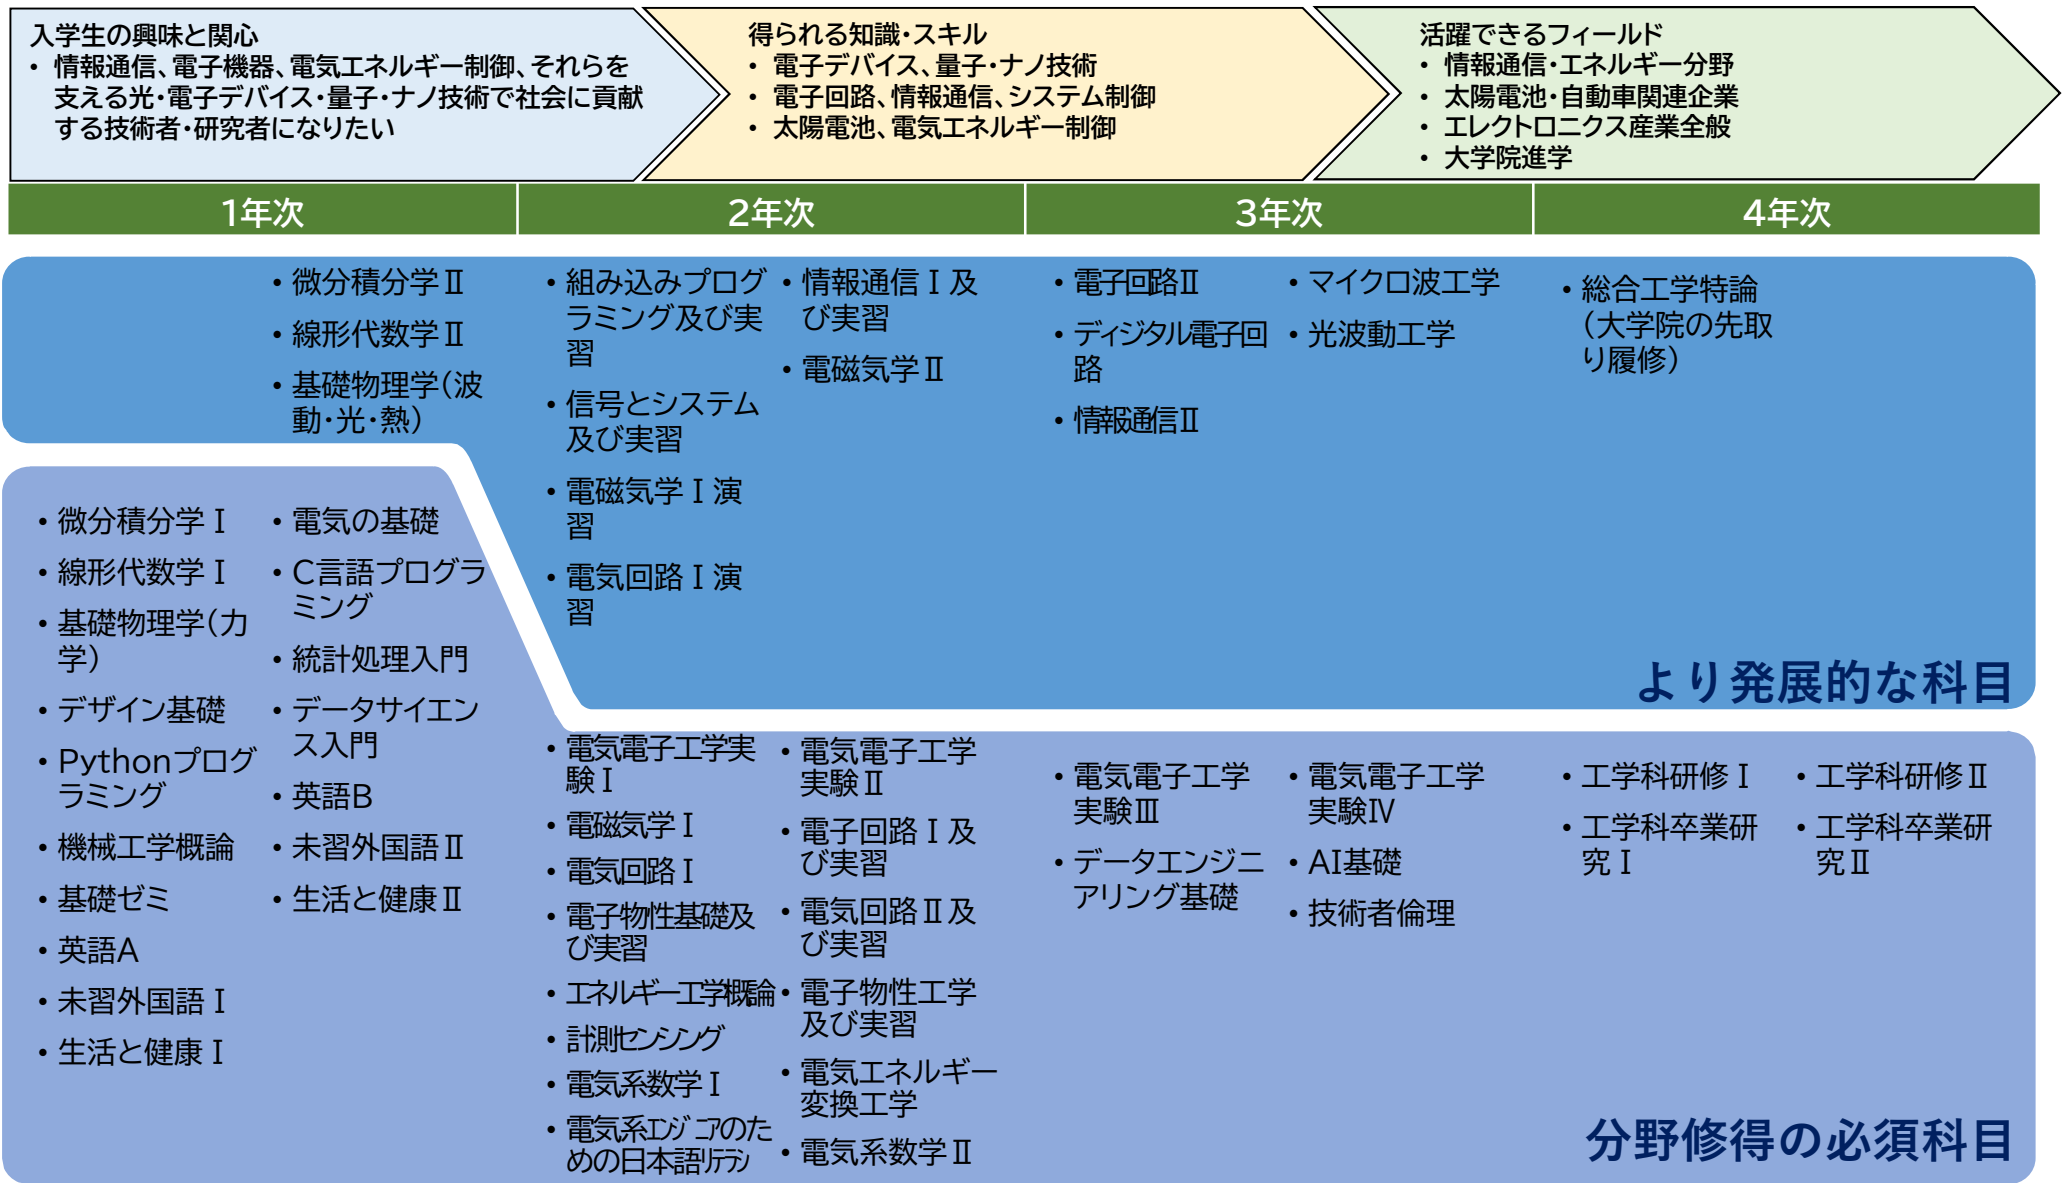 入学生の興味と関心
• 情報通信、電子機器、電気エネルギー制御、それらを
支える光・電子デバイス・量子・ナノ技術で社会に貢献
する技術者・研究者になりたい
得られる知識・スキル
• 電子デバイス、量子・ナノ技術
• 電子回路、情報通信、システム制御
• 太陽電池、電気エネルギー制御
活躍できるフィールド
• 情報通信・エネルギー分野
• 太陽電池・自動車関連企業
• エレクトロニクス産業全般
• 大学院進学
1年次
2年次
3年次
4年次
• 微分積分学Ⅱ
• 線形代数学Ⅱ
• 基礎物理学(波
動・光・熱)
• 組み込みプログ
ラミング及び実
習
• 信号とシステム
及び実習
• 電磁気学Ⅰ演
習
• 電気回路Ⅰ演
習
• 情報通信Ⅰ及
び実習
• 電磁気学Ⅱ
• 電子回路Ⅱ
• ディジタル電子回
路
• 情報通信Ⅱ
• マイクロ波工学
• 光波動工学
• 総合工学特論
(大学院の先取
り履修)
より発展的な科目
• 微分積分学Ⅰ
• 線形代数学Ⅰ
• 基礎物理学(力
学)
• デザイン基礎
• Pythonプログ
ラミング
• 機械工学概論
• 基礎ゼミ
• 英語A
• 未習外国語Ⅰ
• 生活と健康Ⅰ
• 電気の基礎
• C言語プログラ
ミング
• 統計処理入門
• データサイエン
ス入門
• 英語B
• 未習外国語Ⅱ
• 生活と健康Ⅱ
• 電気電子工学実
験Ⅰ
• 電磁気学Ⅰ
• 電気回路Ⅰ
• 電子物性基礎及
び実習
• エネルギー工学概論
• 計測センシング
• 電気系数学Ⅰ
• 電気系エンジニアのた
めの日本語リテラシ
• 電気電子工学
実験Ⅱ
• 電子回路Ⅰ及
び実習
• 電気回路Ⅱ及
び実習
• 電子物性工学
及び実習
• 電気エネルギー
変換工学
• 電気系数学Ⅱ
• 電気電子工学
実験Ⅲ
• データエンジニ
アリング基礎
• 電気電子工学
実験Ⅳ
• AI基礎
• 技術者倫理
• 工学科研修Ⅰ
• 工学科卒業研
究Ⅰ
• 工学科研修Ⅱ
• 工学科卒業研
究Ⅱ
分野修得の必須科目